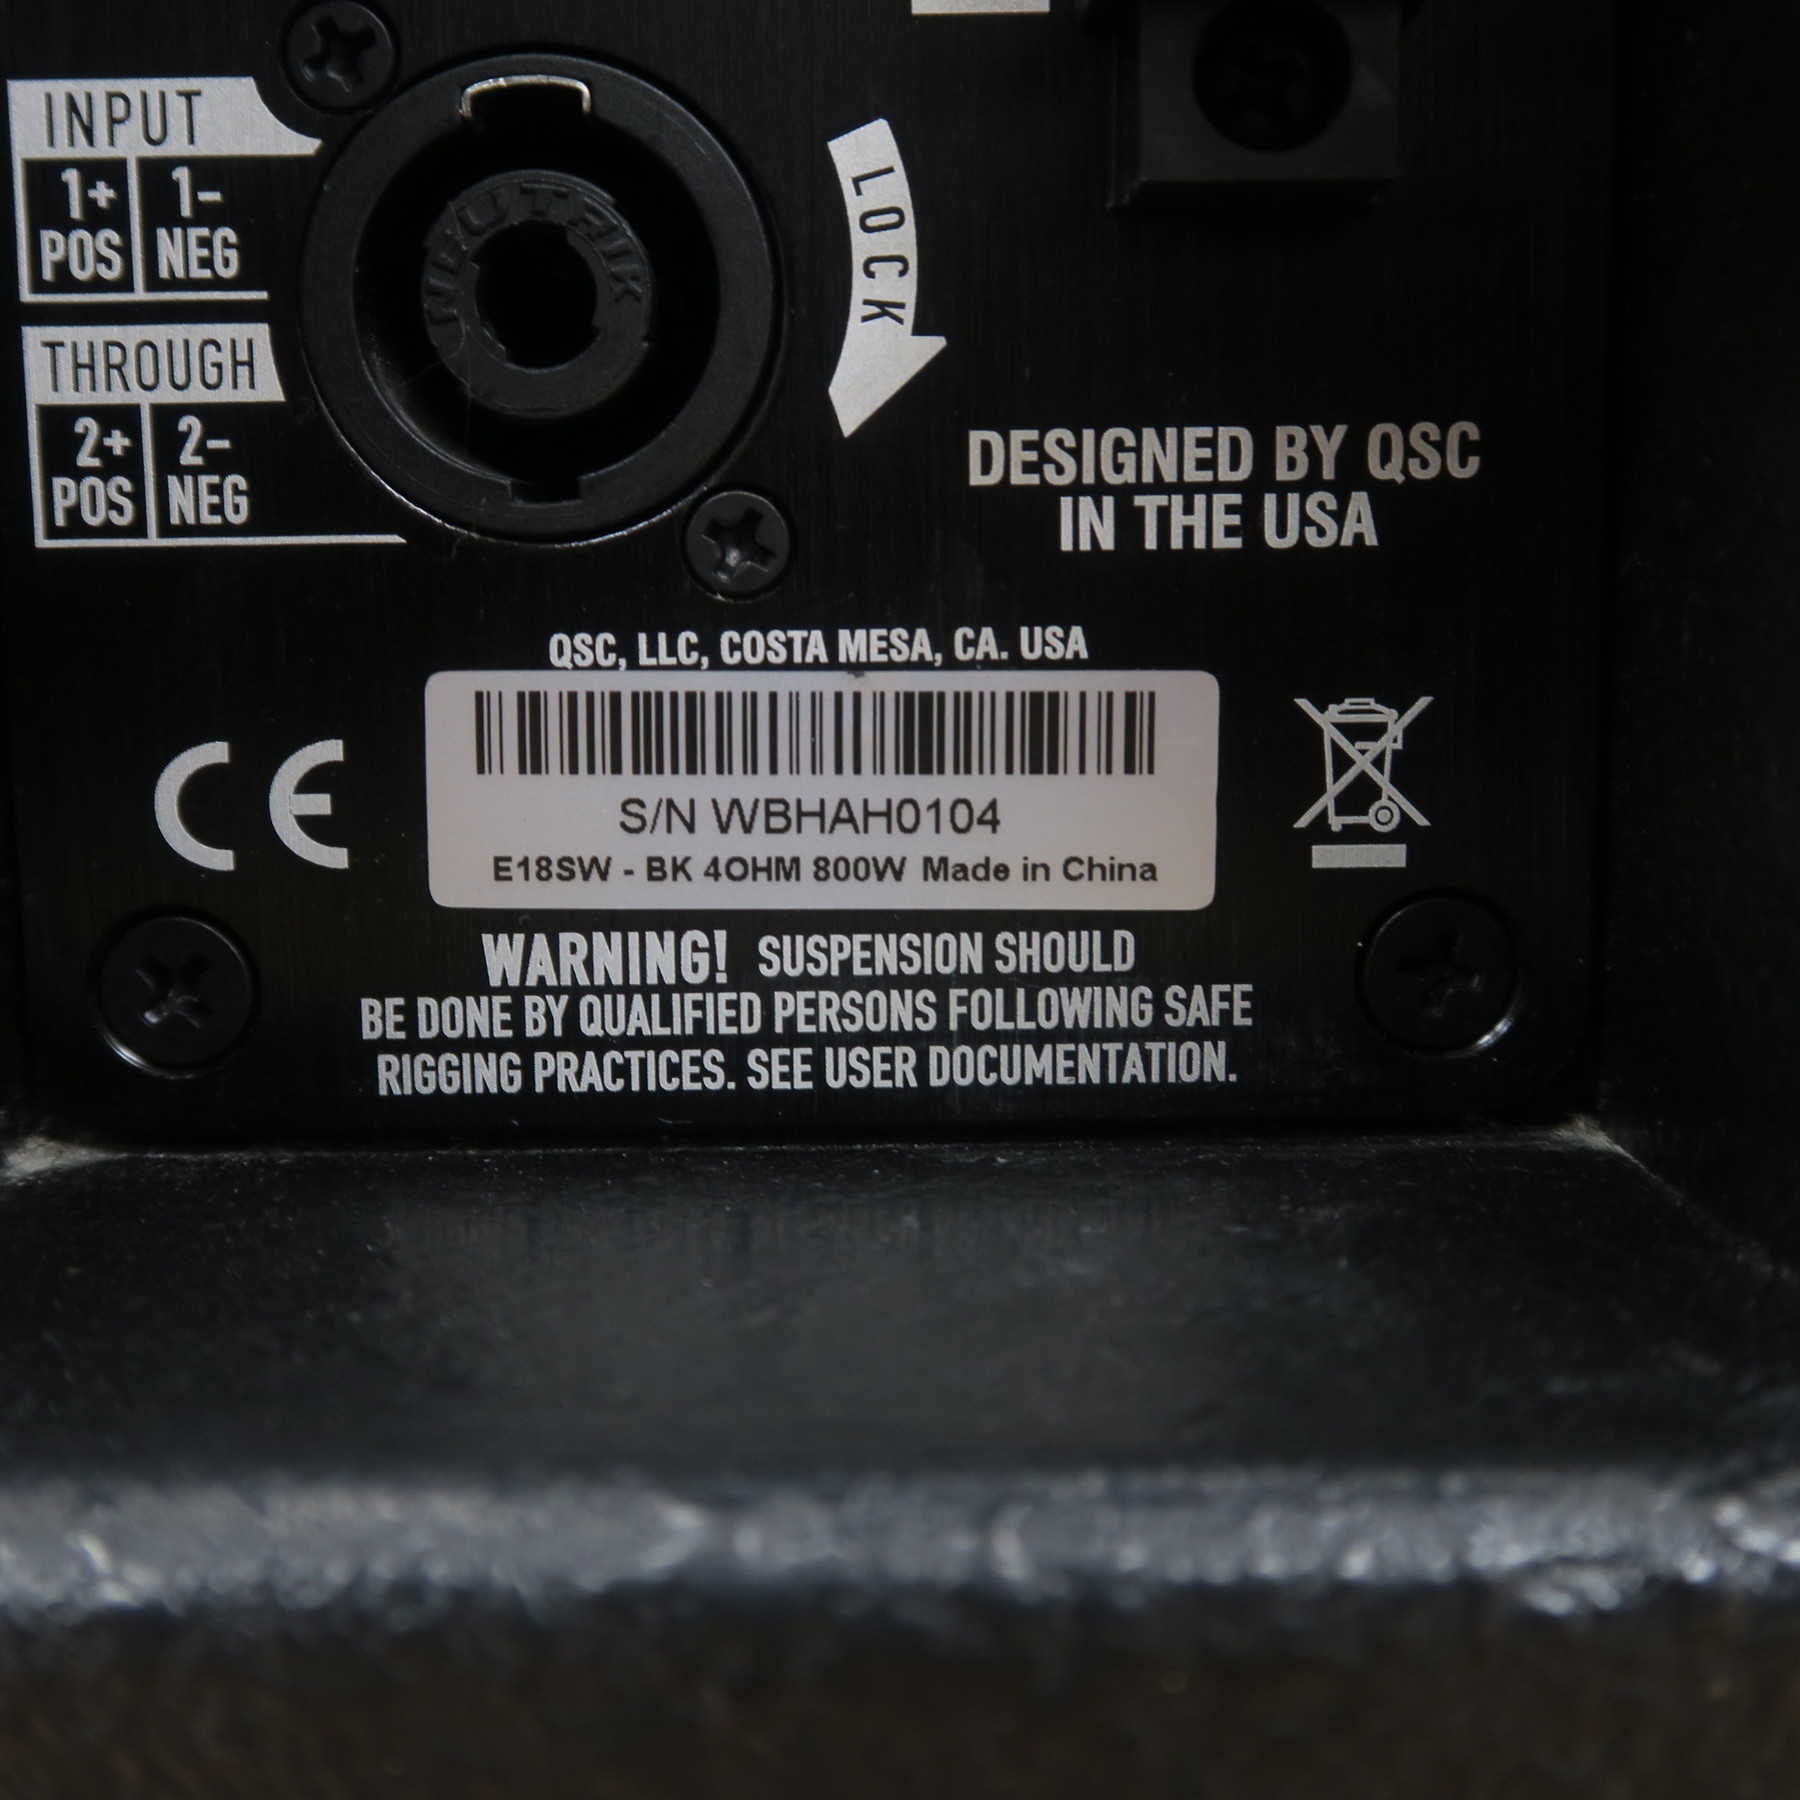 INPUT
1+ 1-
POS NEG
THROUGH
2+ 2-
POS NEG
NEUTRIK
LOCK
DESIGNED BY QSC
IN THE USA
QSC, LLC, COSTA MESA, CA. USA
CE
S/N WBHAH0104
E18SW - BK 4OHM 800W Made in China
WARNING! SUSPENSION SHOULD
BE DONE BY QUALIFIED PERSONS FOLLOWING SAFE
RIGGING PRACTICES. SEE USER DOCUMENTATION.